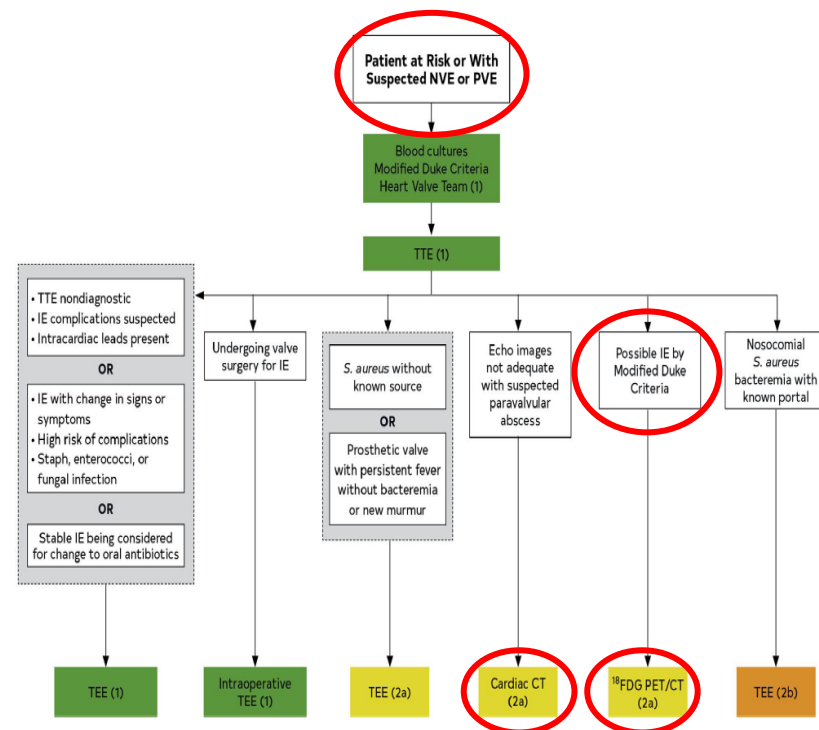 Patient at Risk or With
Suspected NVE or PVE
Blood cultures
Modified Duke Criteria
Heart Valve Team (1)
TTE (1)
• TTE nondiagnostic
• IE complications suspected
• Intracardiac leads present
OR
• IE with change in signs or
symptoms
• High risk of complications
• Staph, enterococci, or
fungal infection
OR
Stable IE being considered
for change to oral antibiotics
Undergoing valve
surgery for IE
S. aureus without
known source
OR
Prosthetic valve
with persistent fever
without bacteremia
or new murmur
Echo images
not adequate
with suspected
paravalvular
abscess
Possible IE by
Modified Duke
Criteria
Nosocomial
S. aureus
bacteremia with
known portal
TEE (1)
Intraoperative
TEE (1)
TEE (2a)
Cardiac CT
(2a)
¹⁸FDG PET/CT
(2a)
TEE (2b)